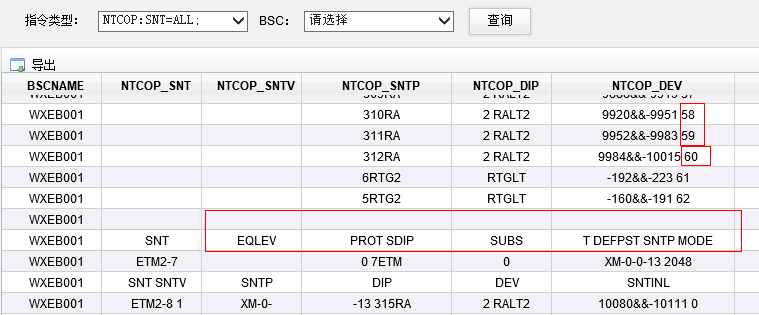 指令类型： NTCOP:SNT=ALL; BSC： 请选择 查询
导出
BSCNAME NTCOP_SNT NTCOP_SNTV NTCOP_SNTP NTCOP_DIP NTCOP_DEV
WXEB001 309RA 2 RALT2
WXEB001 310RA 2 RALT2 9920&&-9951 58
WXEB001 311RA 2 RALT2 9952&&-9983 59
WXEB001 312RA 2 RALT2 9984&&-10015 60
WXEB001 6RTG2 RTGLT -192&&-223 61
WXEB001 5RTG2 RTGLT -160&&-191 62
WXEB001
WXEB001 SNT EQLEV PROT SDIP SUBS T DEFPST SNTP MODE
WXEB001 ETM2-7 0 7ETM 0 XM-0-0-13 2048
WXEB001 SNT SNTV SNTP DIP DEV SNTINL
WXEB001 ETM2-8 1 XM-0- -13 315RA 2 RALT2 10080&&-10111 0